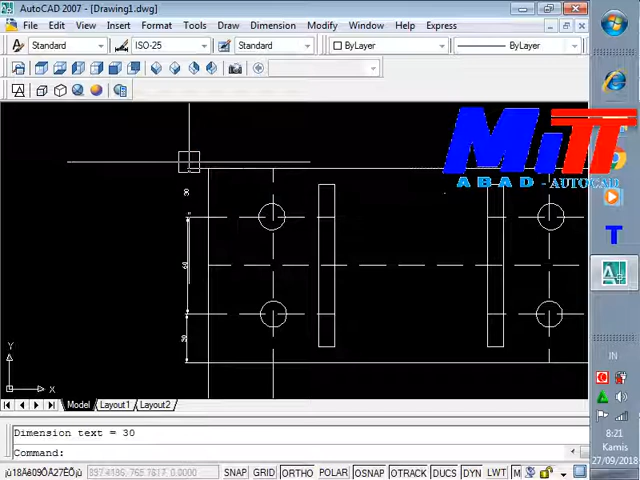 AutoCAD 2007 - [Drawing1.dwg]
File Edit View Insert Format Tools Draw Dimension Modify Window Help Express
Standard ISO-25 Standard ByLayer ByLayer
MiTT
ABAD - AUTOCAD
30
60
30
Y
X
Model Layout1 Layout2
Dimension text = 30
Command:
SNAP GRID ORTHO POLAR OSNAP OTRACK DUCS DYN LWT M
T
IN
8:21
Kamis
27/09/2018